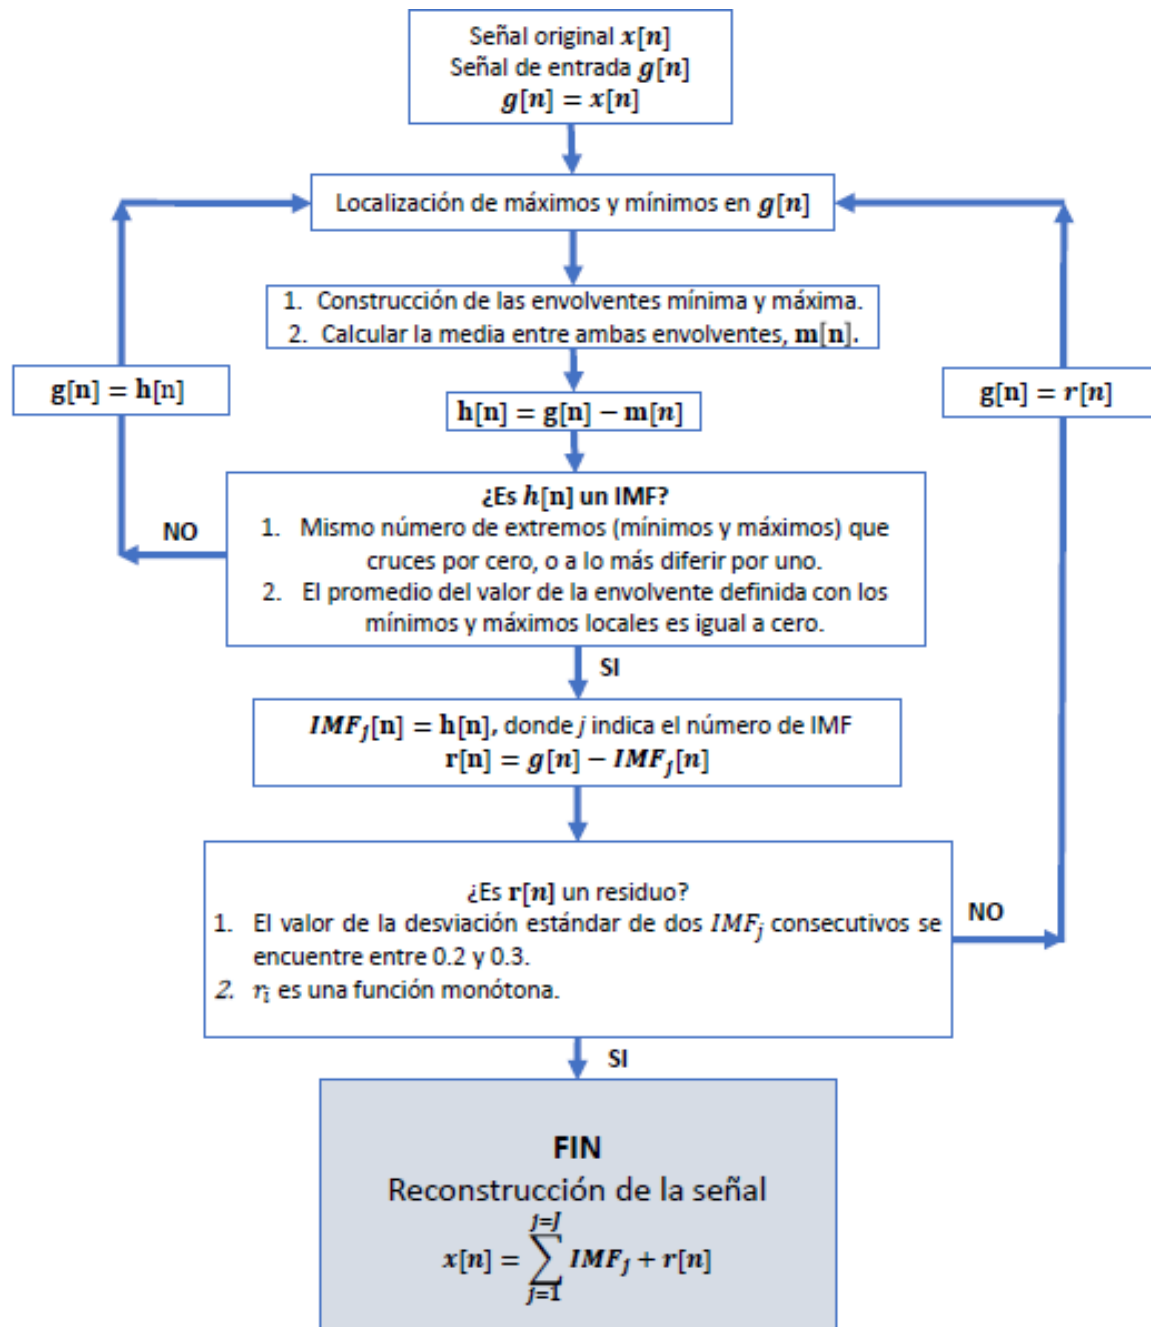 Señal original x[n]
Señal de entrada g[n]
g[n] = x[n]
Localización de máximos y mínimos en g[n]
1. Construcción de las envolventes mínima y máxima.
2. Calcular la media entre ambas envolventes, m[n].
g[n] = h[n]
g[n] = r[n]
h[n] = g[n] − m[n]
¿Es h[n] un IMF?
1. Mismo número de extremos (mínimos y máximos) que
cruces por cero, o a lo más diferir por uno.
2. El promedio del valor de la envolvente definida con los
mínimos y máximos locales es igual a cero.
NO
SI
IMF_j[n] = h[n], donde j indica el número de IMF
r[n] = g[n] − IMF_j[n]
¿Es r[n] un residuo?
1. El valor de la desviación estándar de dos IMF_j consecutivos se
encuentre entre 0.2 y 0.3.
2. r_i es una función monótona.
NO
SI
FIN
Reconstrucción de la señal
j=J
x[n] = ∑ IMF_j + r[n]
j=1